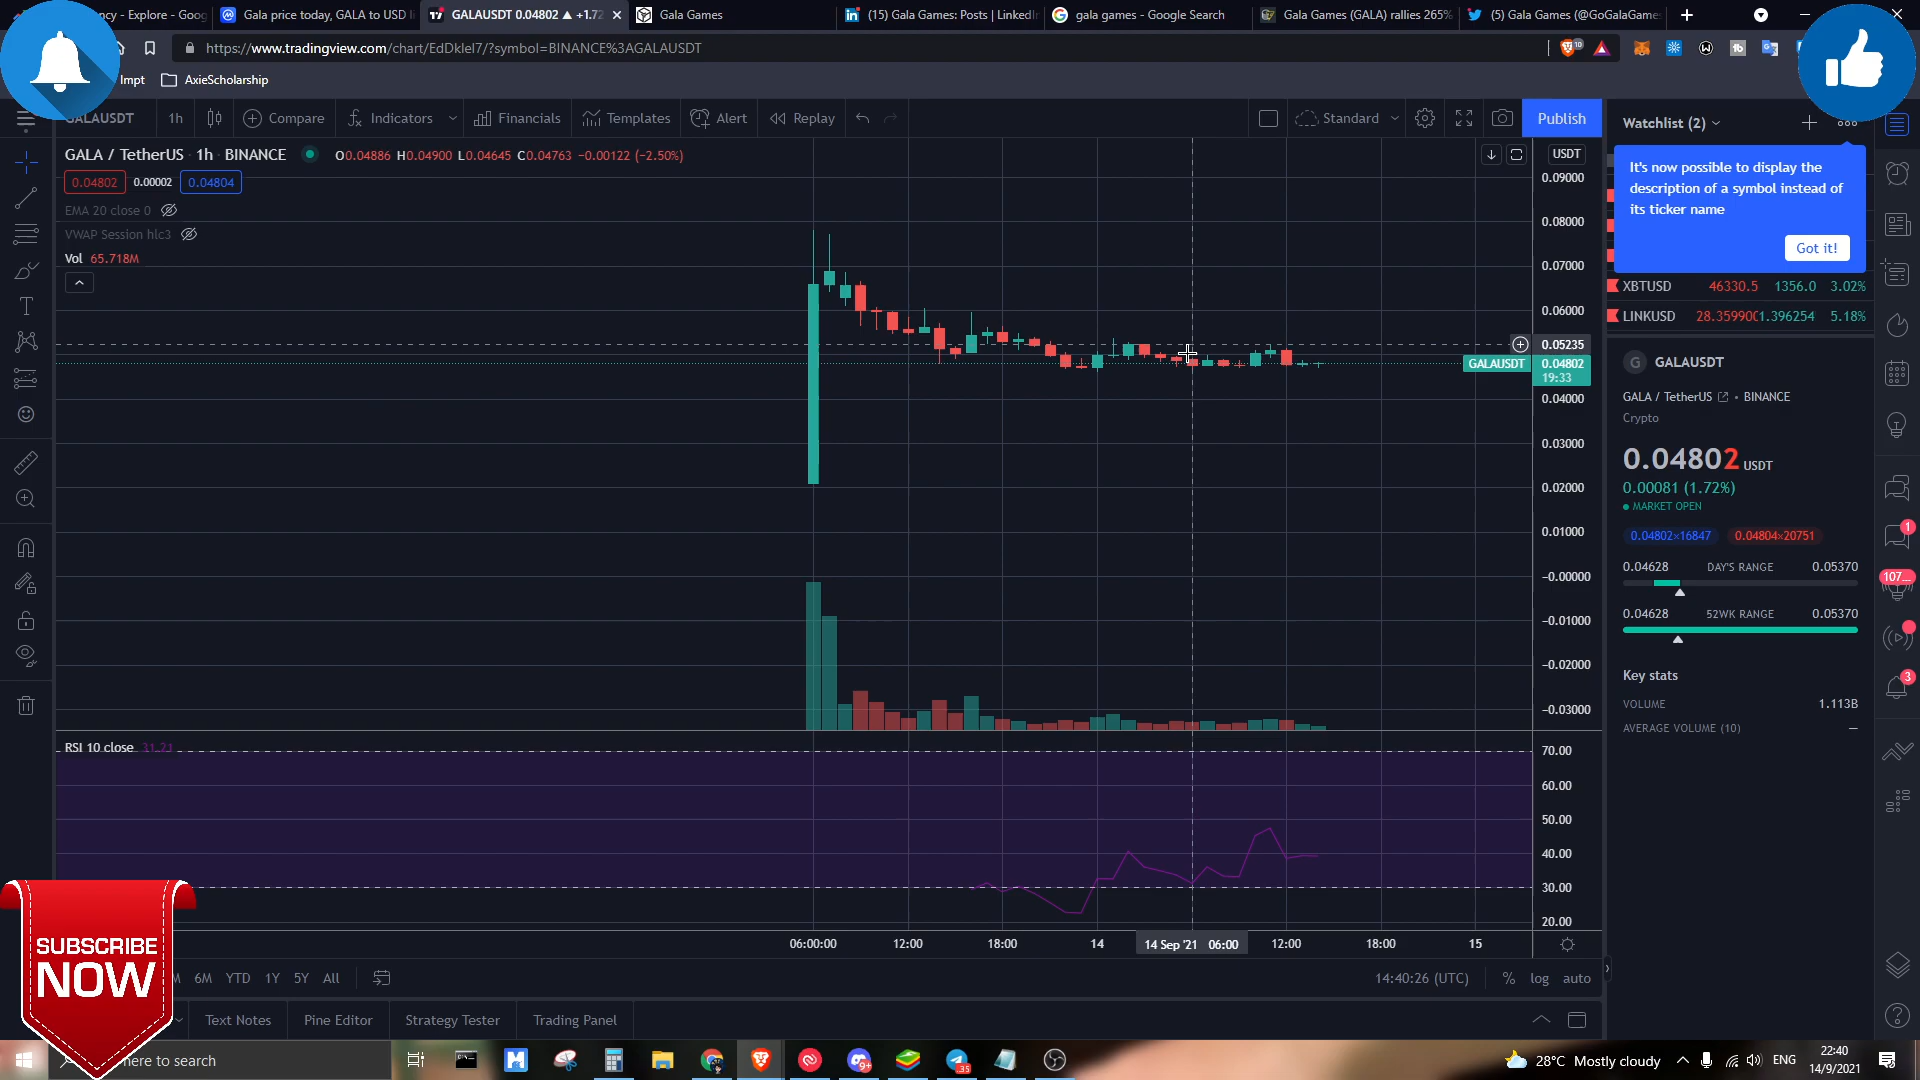 ncy - Explore - Goog
Gala price today, GALA to USD li
GALAUSDT 0.04802 ▲ +1.72
Gala Games
(15) Gala Games: Posts | LinkedIn
gala games - Google Search
Gala Games (GALA) rallies 265%
(5) Gala Games (@GoGalaGames
https://www.tradingview.com/chart/EdDklel7/?symbol=BINANCE%3AGALAUSDT
10
Impt
AxieScholarship
GALAUSDT
1h
Compare
Indicators
Financials
Templates
Alert
Replay
Standard
Publish
Watchlist (2)
GALA / TetherUS · 1h · BINANCE
O0.04886 H0.04900 L0.04645 C0.04763 −0.00122 (−2.50%)
USDT
0.04802
0.00002
0.04804
EMA 20 close 0
VWAP Session hlc3
Vol 65.718M
It's now possible to display the
description of a symbol instead of
its ticker name
Got it!
XBTUSD 46330.5 1356.0 3.02%
LINKUSD 28.359900 1.396254 5.18%
0.09000
0.08000
0.07000
0.06000
0.05235
GALAUSDT 0.04802
19:33
0.04000
0.03000
0.02000
0.01000
−0.00000
−0.01000
−0.02000
−0.03000
G GALAUSDT
GALA / TetherUS • BINANCE
Crypto
0.04802 USDT
0.00081 (1.72%)
MARKET OPEN
0.04802×16847
0.04804×20751
0.04628 DAY'S RANGE 0.05370
0.04628 52WK RANGE 0.05370
Key stats
VOLUME 1.113B
AVERAGE VOLUME (10) —
1
107...
3
RSI 10 close 31.21
70.00
60.00
50.00
40.00
30.00
20.00
06:00:00
12:00
18:00
14
14 Sep '21 06:00
12:00
18:00
15
6M
YTD
1Y
5Y
All
14:40:26 (UTC)
%
log
auto
Text Notes
Pine Editor
Strategy Tester
Trading Panel
SUBSCRIBE
NOW
here to search
9+
35
28°C Mostly cloudy
ENG
22:40
14/9/2021